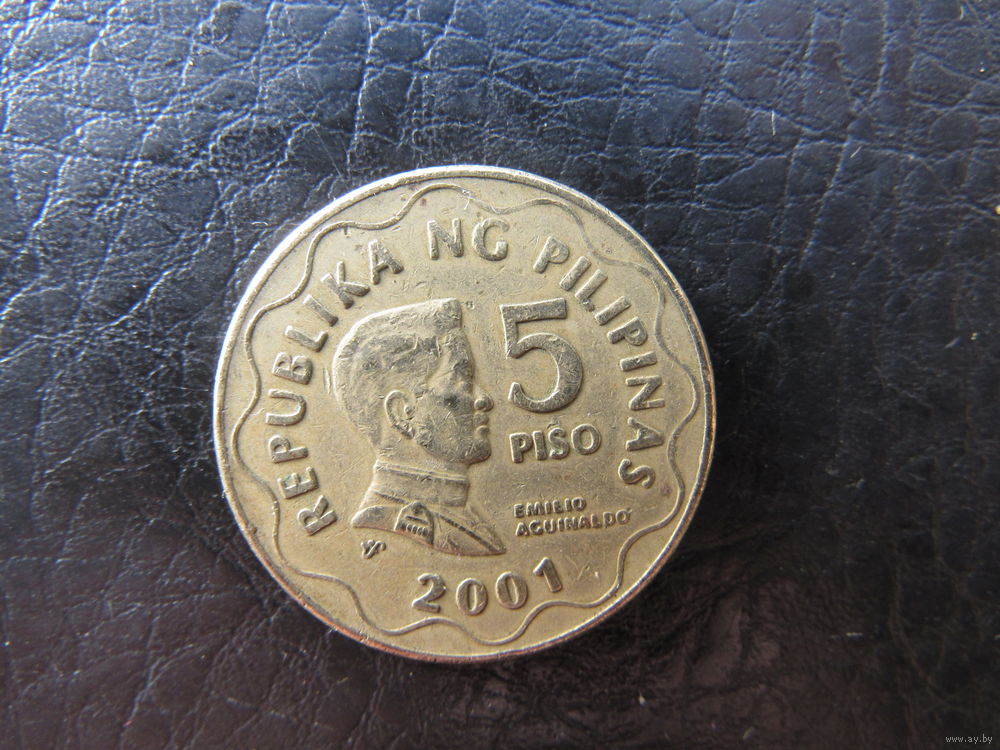 REPUBLIKA NG PILIPINAS
5
PISO
EMILIO
AGUINALDO
2001
www.ay.by